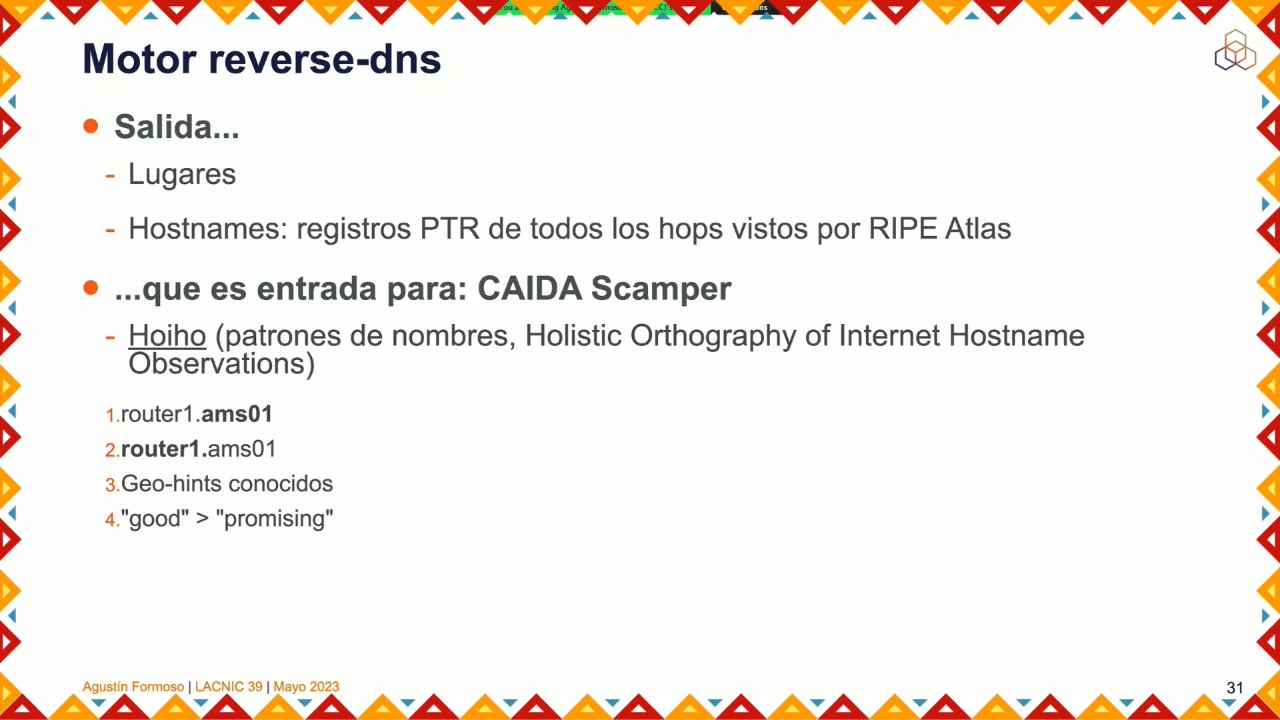 Motor reverse-dns
● Salida...
- Lugares
- Hostnames: registros PTR de todos los hops vistos por RIPE Atlas
● ...que es entrada para: CAIDA Scamper
- Hoiho (patrones de nombres, Holistic Orthography of Internet Hostname
Observations)
1.router1.ams01
2.router1.ams01
3.Geo-hints conocidos
4."good" > "promising"
Agustín Formoso | LACNIC 39 | Mayo 2023
31